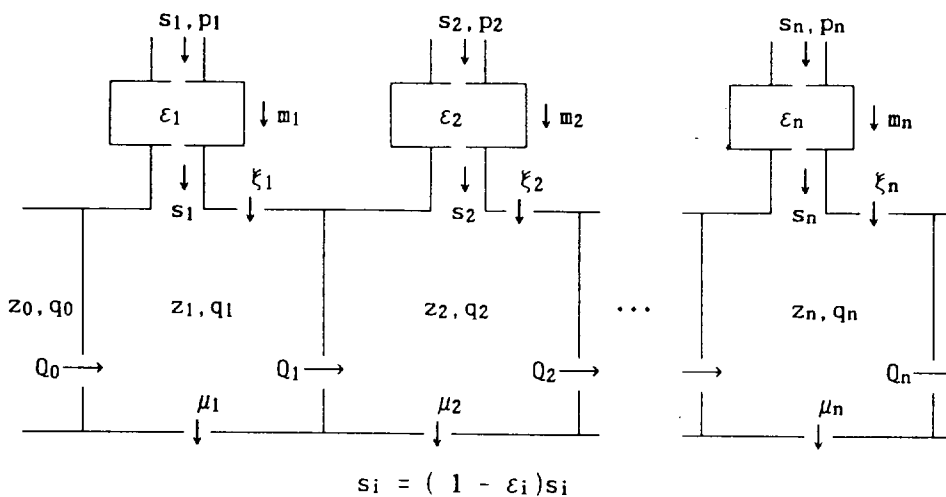 s1,p1 s2,p2 sn,pn
ε1 m1 ε2 m2 εn mn
ξ1 ξ2 ξn
s1 s2 sn
z0,q0 z1,q1 z2,q2 ... zn,qn
Q0 Q1 Q2 Qn
μ1 μ2 μn
si = ( 1 - εi)si